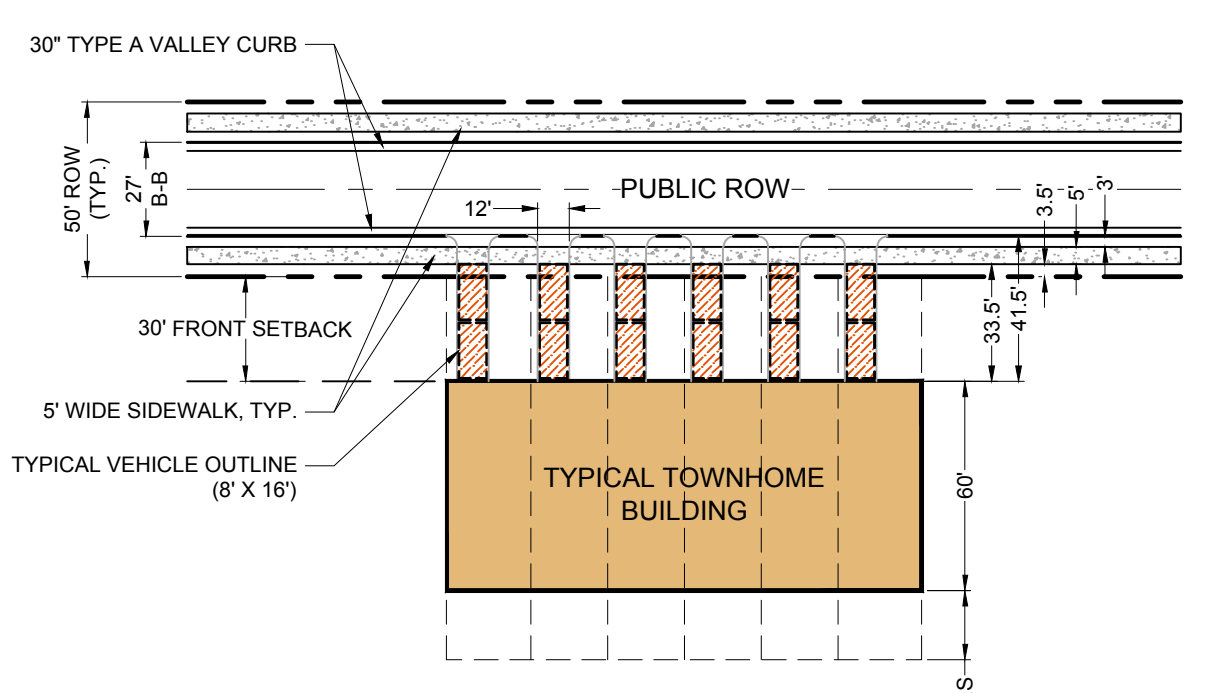 30" TYPE A VALLEY CURB
50' ROW
(TYP.)
27'
B-B
PUBLIC ROW
12'
3.5'
5'
3'
30' FRONT SETBACK
33.5'
41.5'
5' WIDE SIDEWALK, TYP.
TYPICAL VEHICLE OUTLINE
(8' X 16')
TYPICAL TOWNHOME
BUILDING
60'
S